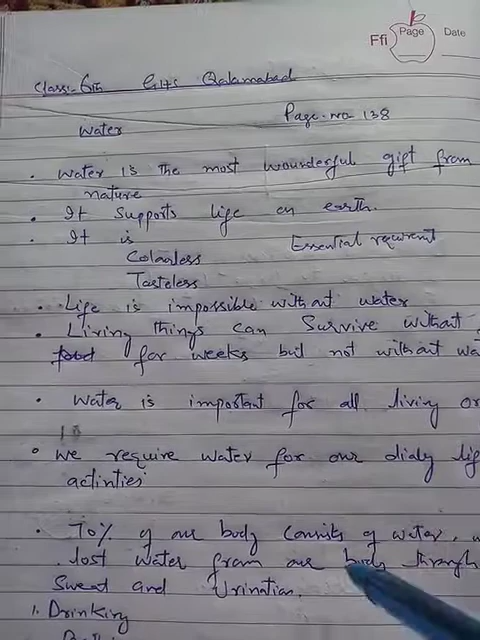 Ffi Page Date
Class:- 6th GHS Qalamabad
Page. no 138
Water
. Water is the most wounderful gift from
nature
. It supports life on earth.
. It is Essential requirent
Colourless
Tasteless
. Life is impossible without water
. Living things can Survive without
food for weeks but not without wa
. Water is important for all living or
. we require water for our dialy lif
activities
. 70% of our body consists of water, w
. lost water from our body through
Sweat and Urination.
1. Drinking